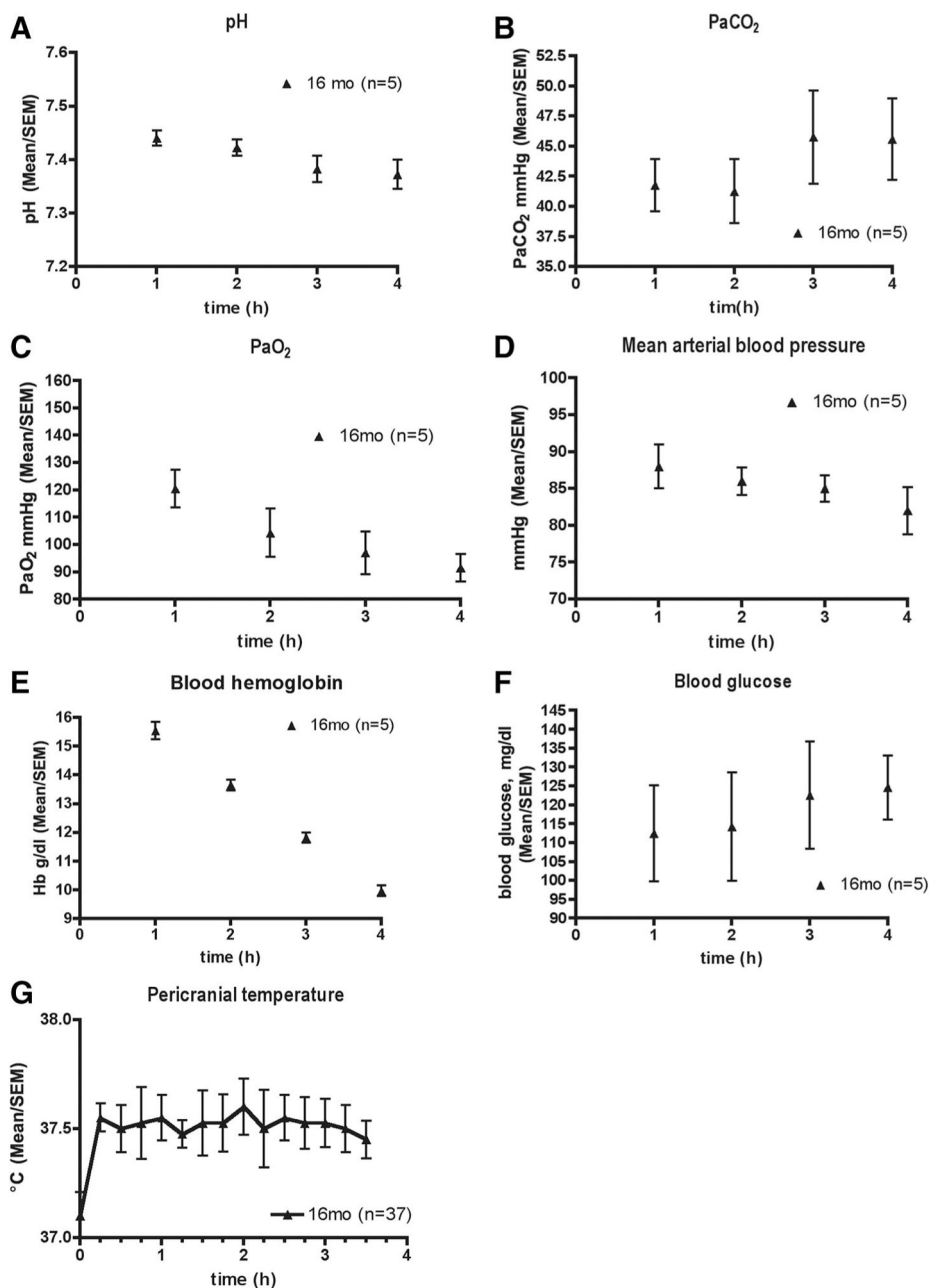 A
pH
7.6
7.5
7.4
7.3
7.2
pH (Mean/SEM)
16 mo (n=5)
0 1 2 3 4
time (h)
B
PaCO₂
52.5
50.0
47.5
45.0
42.5
40.0
37.5
35.0
PaCO₂ mmHg (Mean/SEM)
16mo (n=5)
0 1 2 3 4
tim(h)
C
PaO₂
160
150
140
130
120
110
100
90
80
PaO₂ mmHg (Mean/SEM)
16mo (n=5)
0 1 2 3 4
time (h)
D
Mean arterial blood pressure
100
95
90
85
80
75
70
mmHg (Mean/SEM)
16mo (n=5)
0 1 2 3 4
time (h)
E
Blood hemoglobin
16
15
14
13
12
11
10
9
Hb g/dl (Mean/SEM)
16mo (n=5)
0 1 2 3 4
time (h)
F
Blood glucose
145
140
135
130
125
120
115
110
105
100
95
90
blood glucose, mg/dl
(Mean/SEM)
16mo (n=5)
0 1 2 3 4
time (h)
G
Pericranial temperature
38.0
37.5
37.0
°C (Mean/SEM)
16mo (n=37)
0 1 2 3 4
time (h)